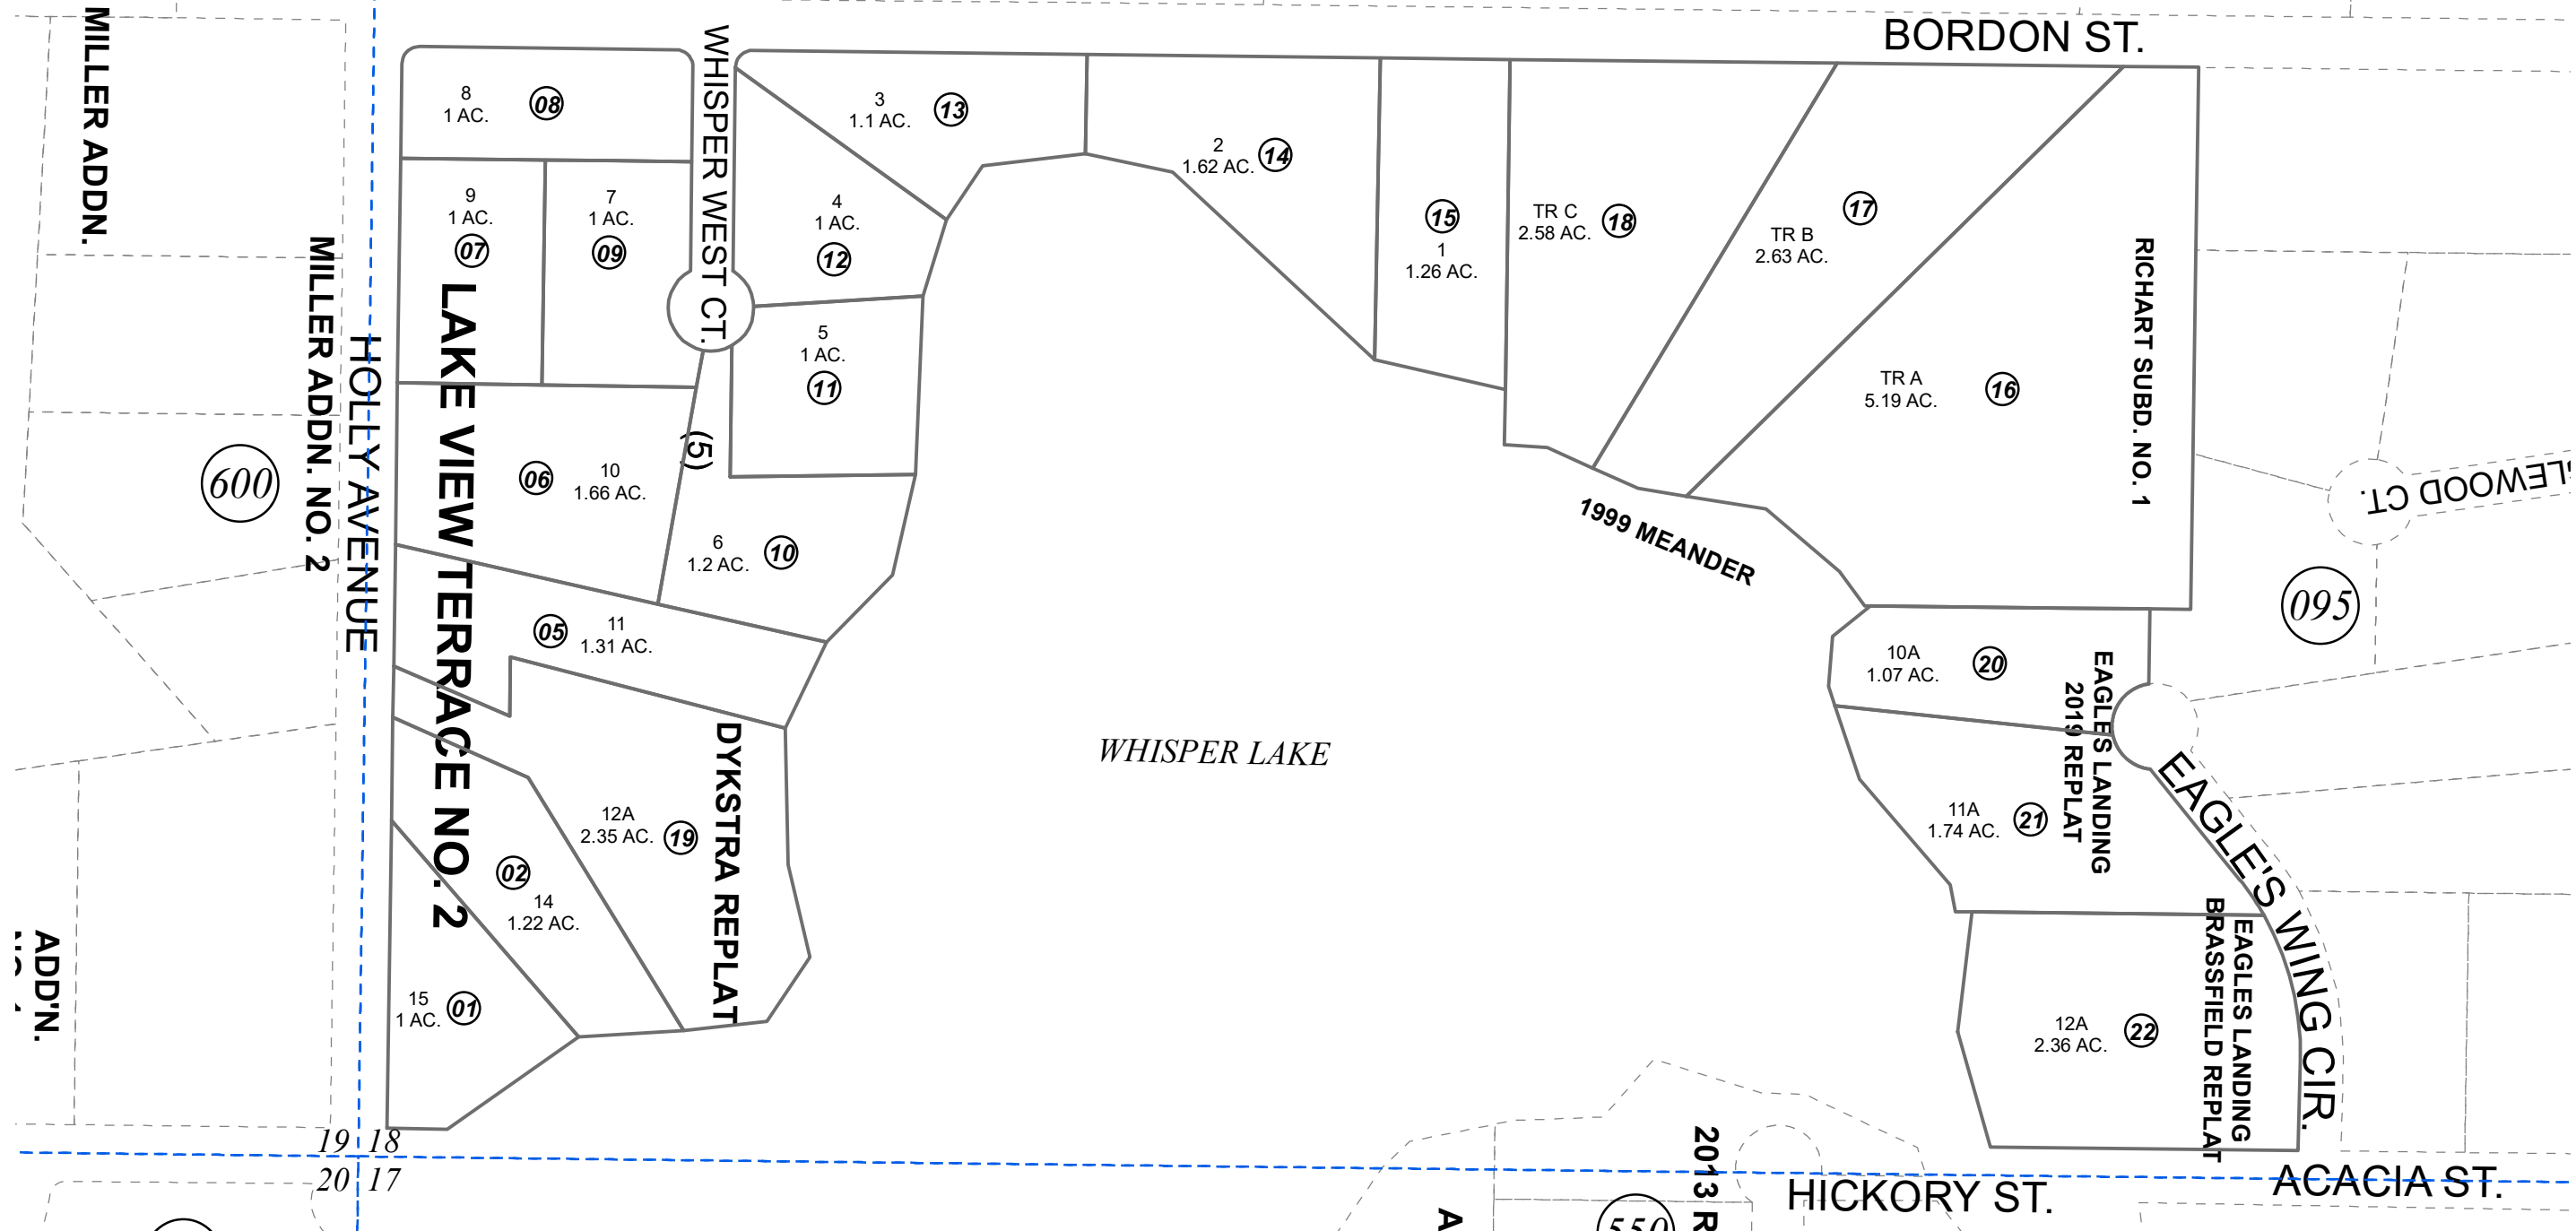 BORDON ST.
MILLER ADDN.
WHISPER WEST CT.
8
1 AC.
08
3
1.1 AC.
13
2
1.62 AC.
14
9
1 AC.
07
7
1 AC.
09
4
1 AC.
12
15
1
1.26 AC.
TR C
2.58 AC.
18
TR B
2.63 AC.
17
RICHART SUBD. NO. 1
MILLER ADDN. NO. 2
HOLLY AVENUE
LAKE VIEW TERRACE NO. 2
5
1 AC.
11
TR A
5.19 AC.
16
(5)
600
06
10
1.66 AC.
6
1.2 AC.
10
1999 MEANDER
LEWOOD CT.
095
05
11
1.31 AC.
10A
1.07 AC.
20
EAGLES LANDING
2019 REPLAT
DYKSTRA REPLAT
WHISPER LAKE
EAGLE'S WING CIR.
12A
2.35 AC.
19
11A
1.74 AC.
21
02
14
1.22 AC.
EAGLES LANDING
BRASSFIELD REPLAT
ADD'N.
15
1 AC.
01
12A
2.36 AC.
22
19 18
20 17
2013 R
HICKORY ST.
ACACIA ST.
A
550